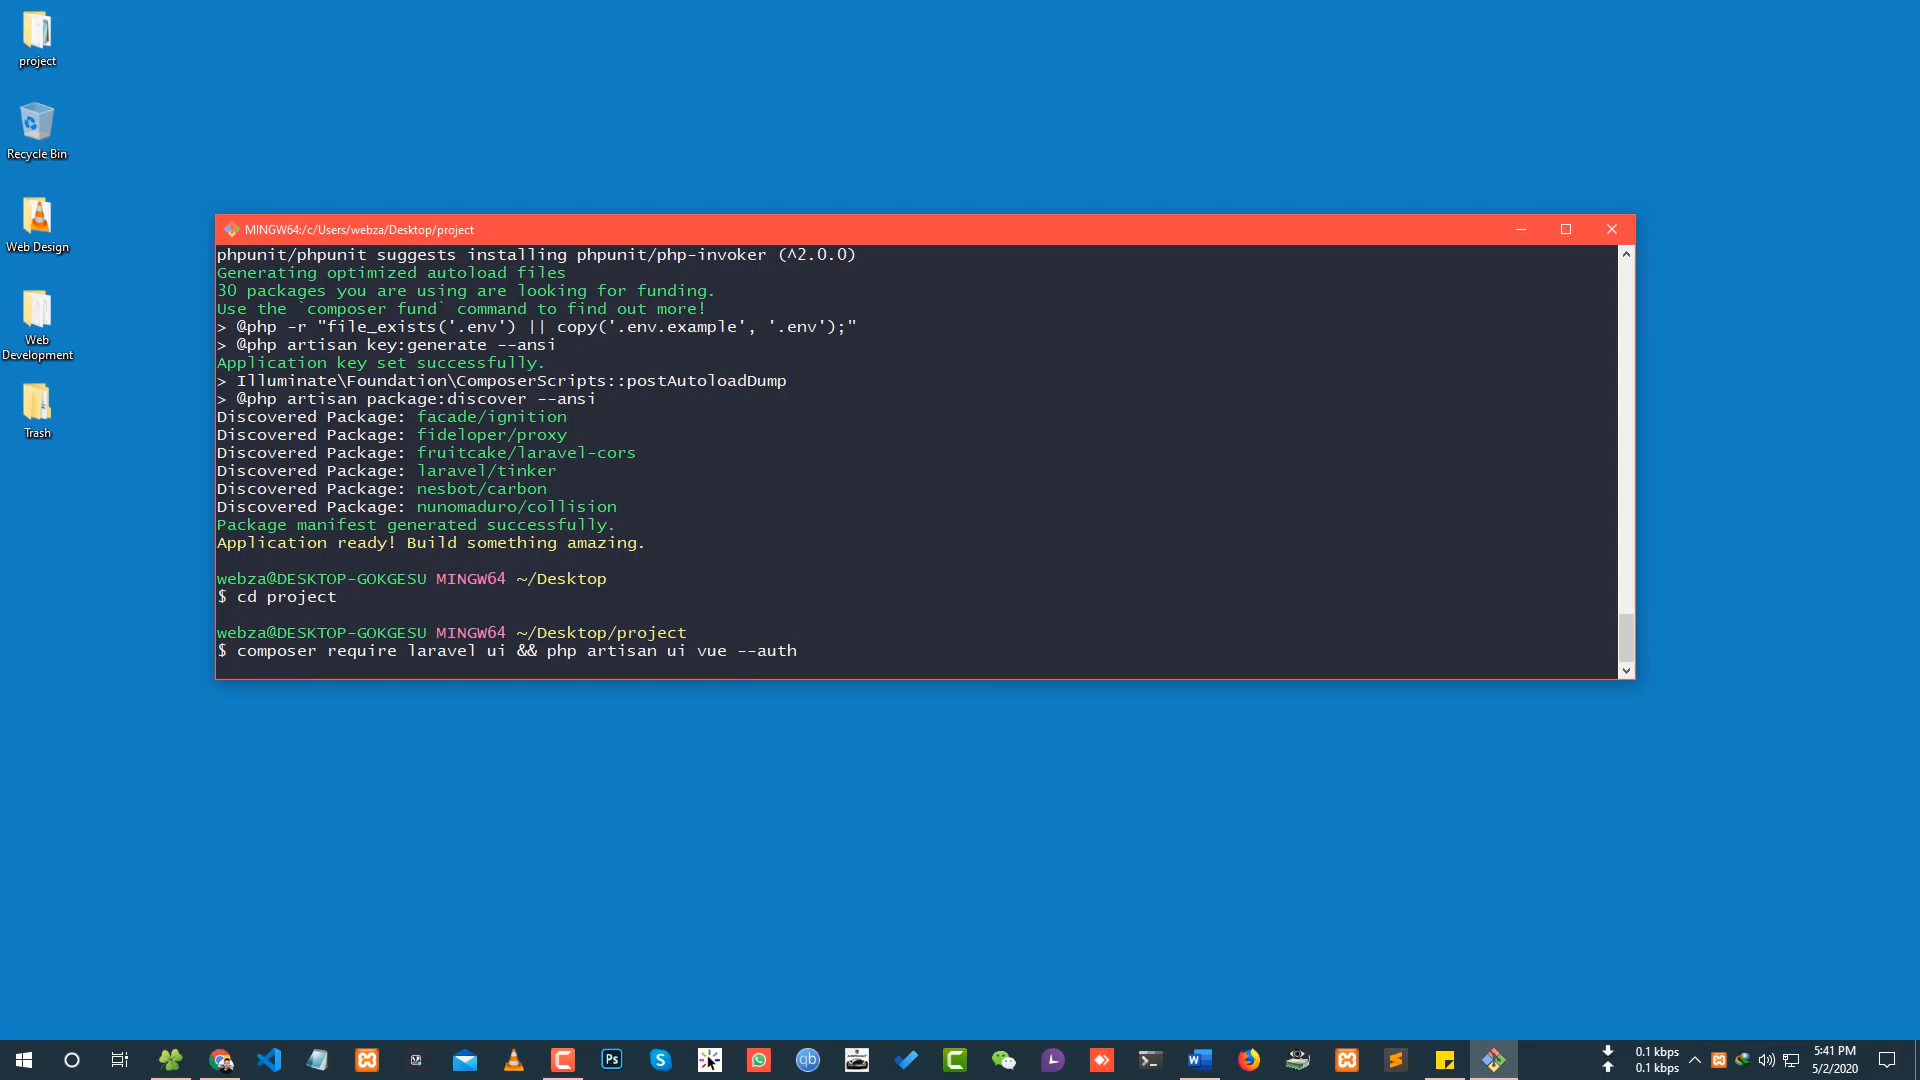 project
Recycle Bin
Web Design
Web
Development
Trash
MINGW64:/c/Users/webza/Desktop/project
phpunit/phpunit suggests installing phpunit/php-invoker (^2.0.0)
Generating optimized autoload files
30 packages you are using are looking for funding.
Use the `composer fund` command to find out more!
> @php -r "file_exists('.env') || copy('.env.example', '.env');"
> @php artisan key:generate --ansi
Application key set successfully.
> Illuminate\Foundation\ComposerScripts::postAutoloadDump
> @php artisan package:discover --ansi
Discovered Package: facade/ignition
Discovered Package: fideloper/proxy
Discovered Package: fruitcake/laravel-cors
Discovered Package: laravel/tinker
Discovered Package: nesbot/carbon
Discovered Package: nunomaduro/collision
Package manifest generated successfully.
Application ready! Build something amazing.
webza@DESKTOP-GOKGESU MINGW64 ~/Desktop
$ cd project
webza@DESKTOP-GOKGESU MINGW64 ~/Desktop/project
$ composer require laravel ui && php artisan ui vue --auth
Ps
qb
0.1 kbps
0.1 kbps
5:41 PM
5/2/2020